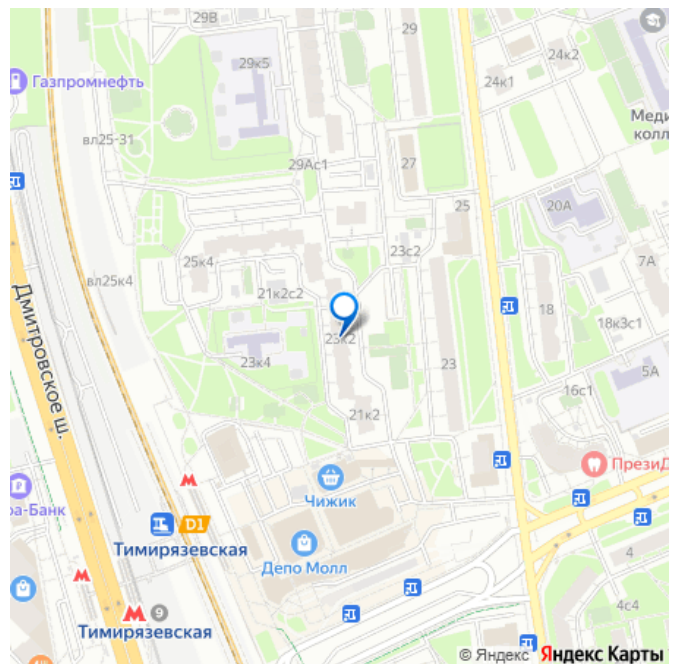 29В
29
24к2
29к5
24к1
Газпромнефть
Меди
колл
вл25-31
29Ас1
27
20А
25
23с2
7А
25к4
вл25к4
21к2с2
18
18к3с1
23к2
23к4
23
5А
Дмитровское ш.
16с1
21к2
ПрезиД
Чижик
ра-Банк
D1
Тимирязевская
Депо Молл
4
4с4
9
Тимирязевская
© Яндекс Яндекс Карты